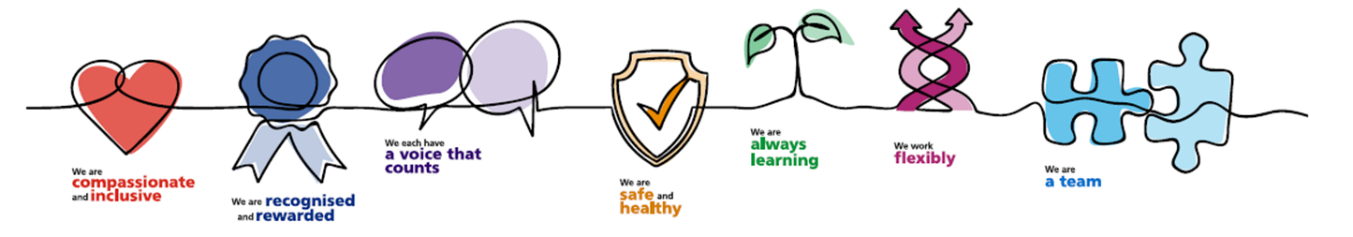 We are
compassionate
and inclusive
We are recognised
and rewarded
We each have
a voice that
counts
We are
safe and
healthy
We are
always
learning
We work
flexibly
We are
a team